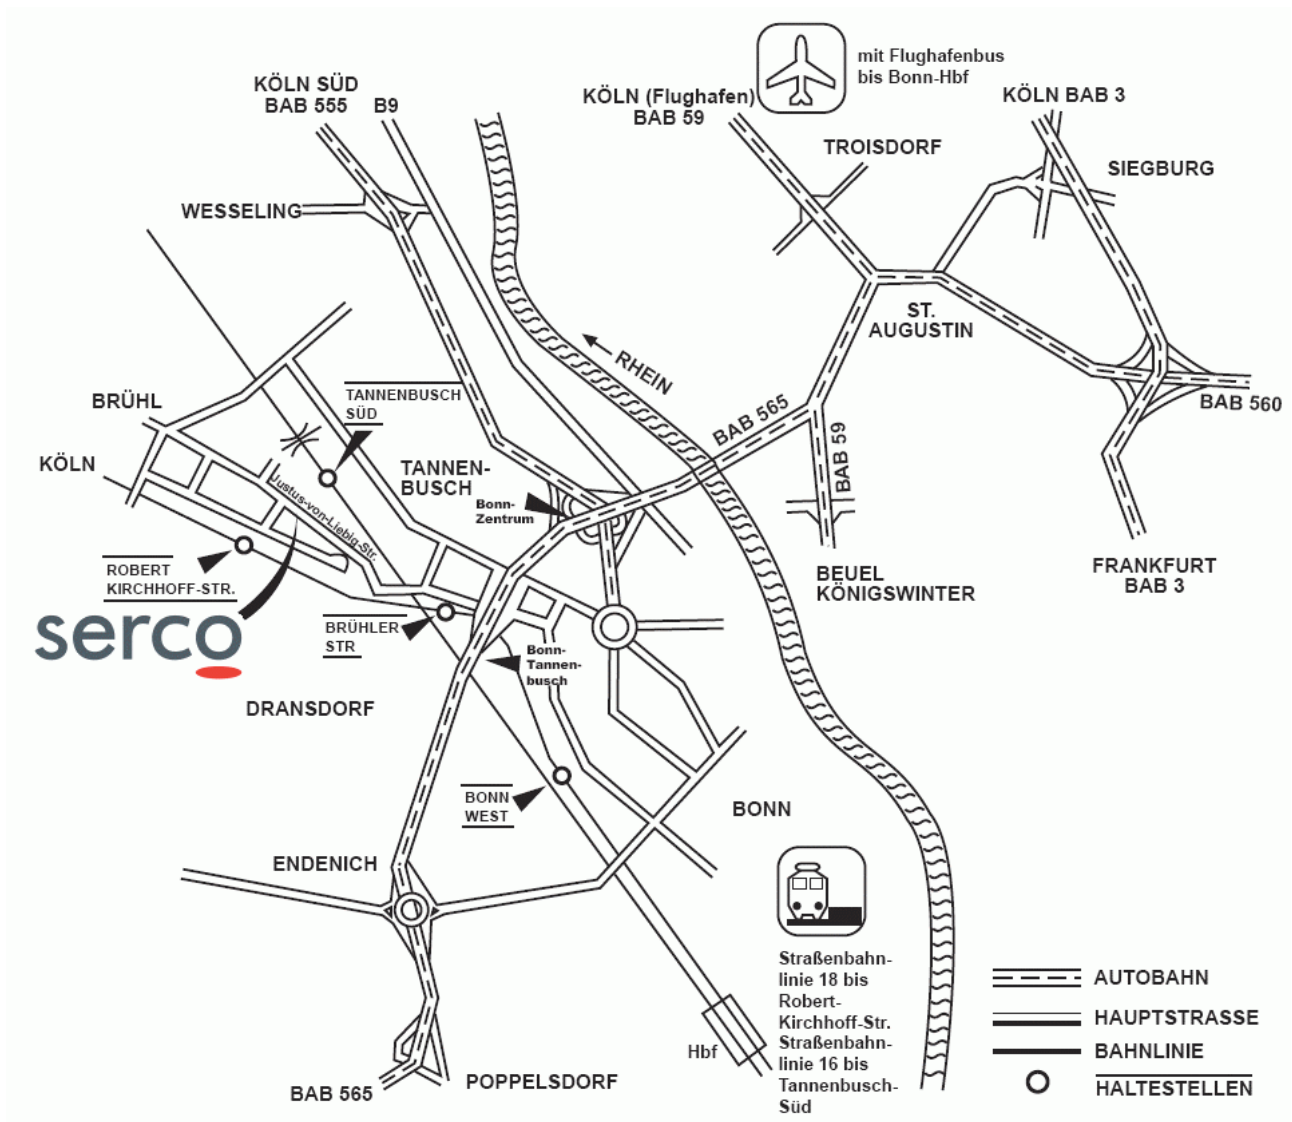 mit Flughafenbus
bis Bonn-Hbf
KÖLN SÜD
BAB 555
B9
KÖLN (Flughafen)
BAB 59
KÖLN BAB 3
TROISDORF
SIEGBURG
WESSELING
ST.
AUGUSTIN
RHEIN
BRÜHL
TANNENBUSCH
SÜD
BAB 565
BAB 560
KÖLN
TANNEN-
BUSCH
BAB 59
Justus-von-Liebig-Str.
Bonn-
Zentrum
ROBERT
KIRCHHOFF-STR.
BEUEL
KÖNIGSWINTER
FRANKFURT
BAB 3
serco
BRÜHLER
STR
Bonn-
Tannen-
busch
DRANSDORF
BONN
WEST
BONN
ENDENICH
Straßenbahn-
linie 18 bis
Robert-
Kirchhoff-Str.
Straßenbahn-
linie 16 bis
Tannenbusch-
Süd
Hbf
AUTOBAHN
HAUPTSTRASSE
BAHNLINIE
HALTESTELLEN
BAB 565
POPPELSDORF